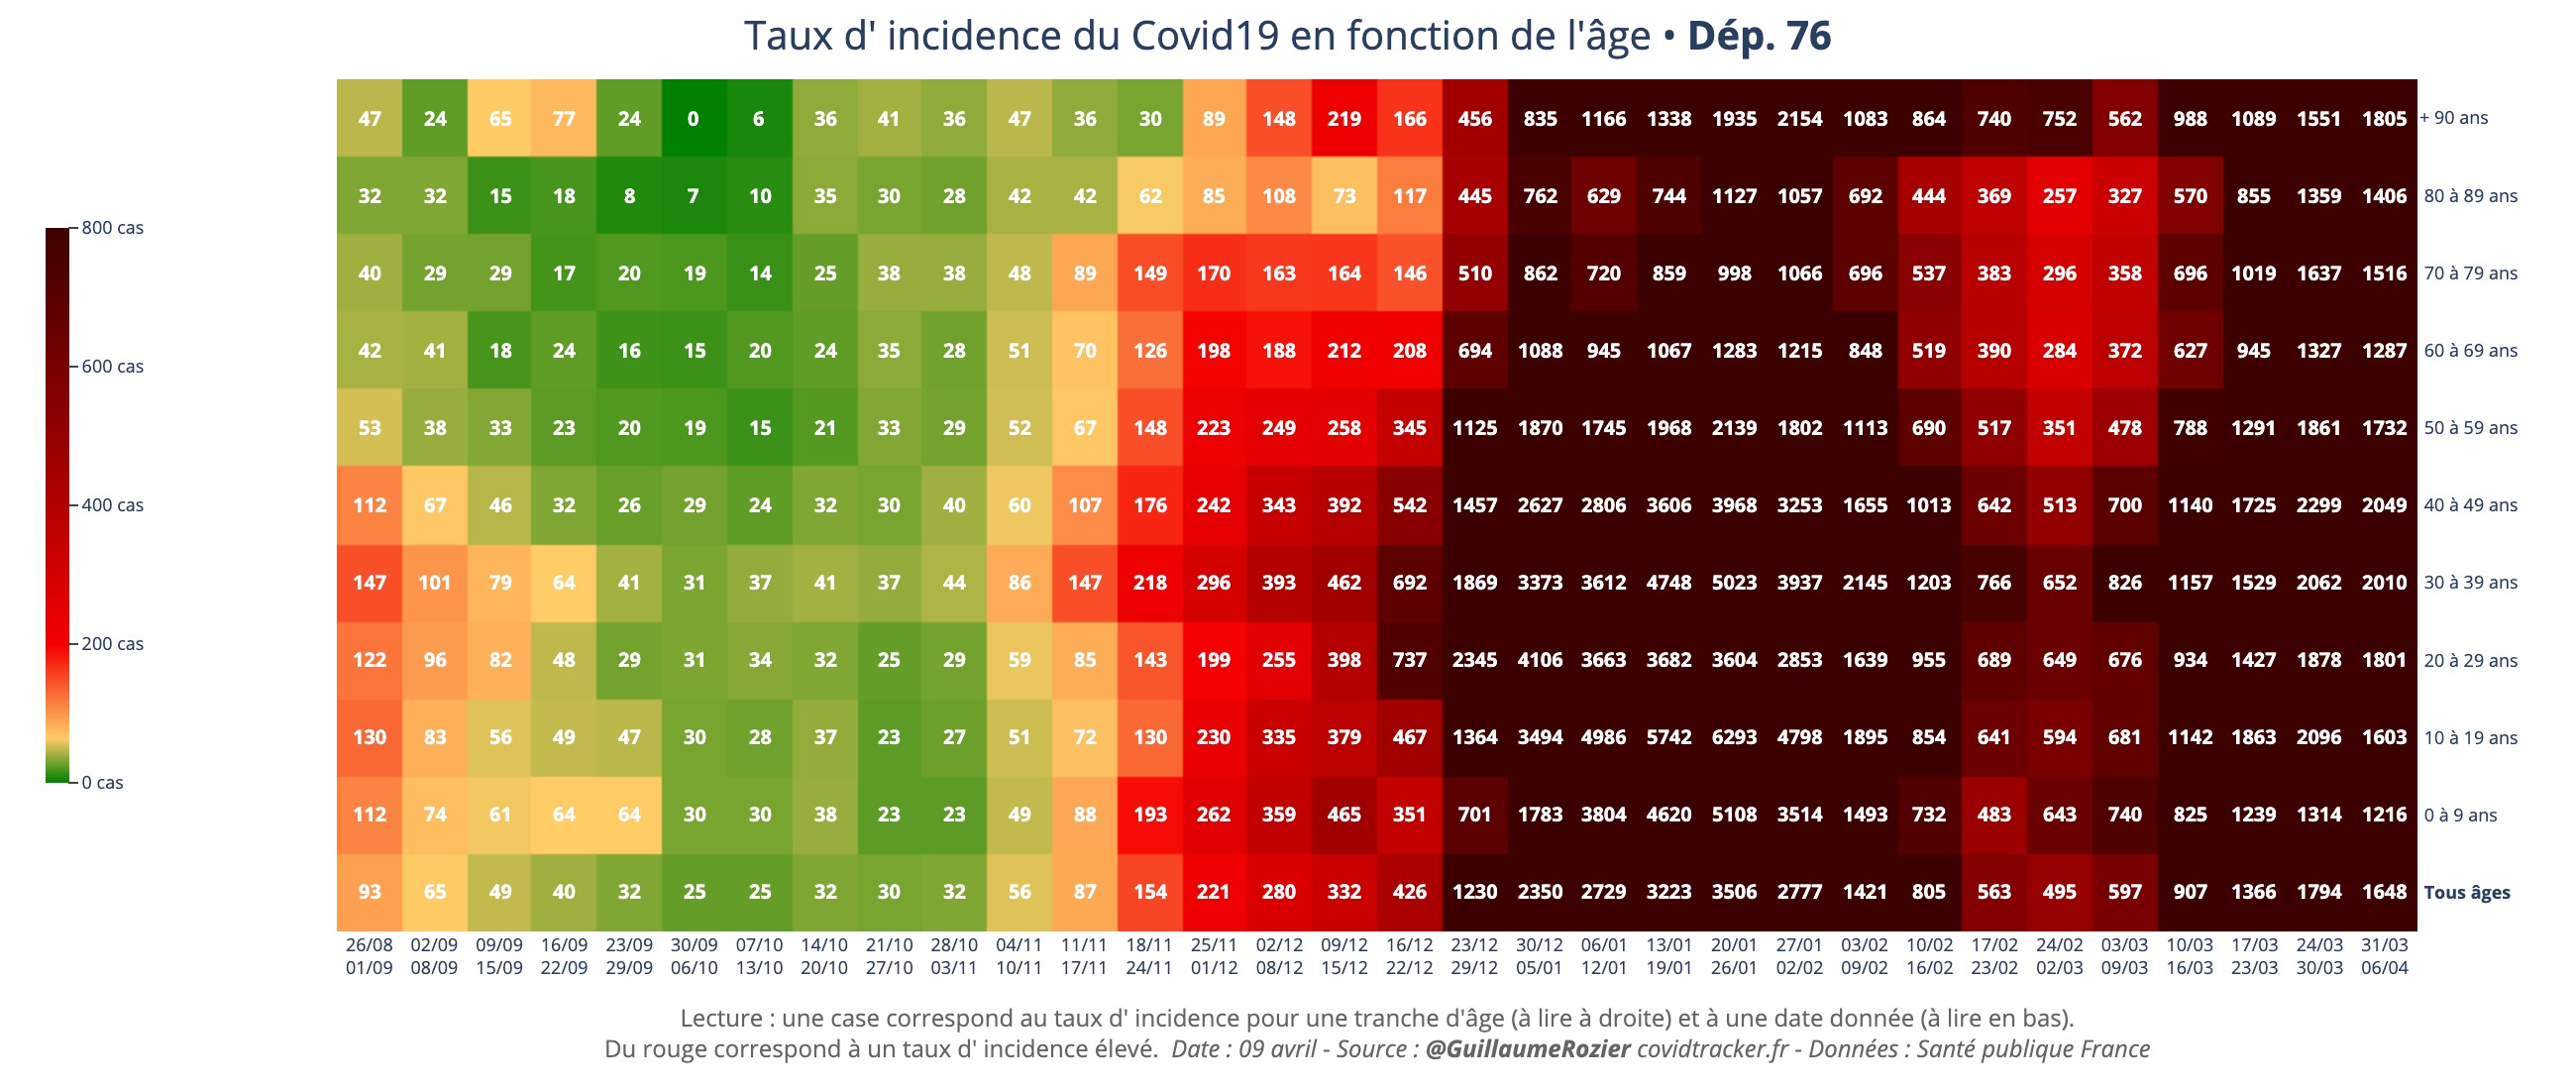 Taux d' incidence du Covid19 en fonction de l'âge • Dép. 76
800 cas
600 cas
400 cas
200 cas
0 cas
47 24 65 77 24 0 6 36 41 36 47 36 30 89 148 219 166 456 835 1166 1338 1935 2154 1083 864 740 752 562 988 1089 1551 1805 + 90 ans
32 32 15 18 8 7 10 35 30 28 42 42 62 85 108 73 117 445 762 629 744 1127 1057 692 444 369 257 327 570 855 1359 1406 80 à 89 ans
40 29 29 17 20 19 14 25 38 38 48 89 149 170 163 164 146 510 862 720 859 998 1066 696 537 383 296 358 696 1019 1637 1516 70 à 79 ans
42 41 18 24 16 15 20 24 35 28 51 70 126 198 188 212 208 694 1088 945 1067 1283 1215 848 519 390 284 372 627 945 1327 1287 60 à 69 ans
53 38 33 23 20 19 15 21 33 29 52 67 148 223 249 258 345 1125 1870 1745 1968 2139 1802 1113 690 517 351 478 788 1291 1861 1732 50 à 59 ans
112 67 46 32 26 29 24 32 30 40 60 107 176 242 343 392 542 1457 2627 2806 3606 3968 3253 1655 1013 642 513 700 1140 1725 2299 2049 40 à 49 ans
147 101 79 64 41 31 37 41 37 44 86 147 218 296 393 462 692 1869 3373 3612 4748 5023 3937 2145 1203 766 652 826 1157 1529 2062 2010 30 à 39 ans
122 96 82 48 29 31 34 32 25 29 59 85 143 199 255 398 737 2345 4106 3663 3682 3604 2853 1639 955 689 649 676 934 1427 1878 1801 20 à 29 ans
130 83 56 49 47 30 28 37 23 27 51 72 130 230 335 379 467 1364 3494 4986 5742 6293 4798 1895 854 641 594 681 1142 1863 2096 1603 10 à 19 ans
112 74 61 64 64 30 30 38 23 23 49 88 193 262 359 465 351 701 1783 3804 4620 5108 3514 1493 732 483 643 740 825 1239 1314 1216 0 à 9 ans
93 65 49 40 32 25 25 32 30 32 56 87 154 221 280 332 426 1230 2350 2729 3223 3506 2777 1421 805 563 495 597 907 1366 1794 1648 Tous âges
26/08 02/09 09/09 16/09 23/09 30/09 07/10 14/10 21/10 28/10 04/11 11/11 18/11 25/11 02/12 09/12 16/12 23/12 30/12 06/01 13/01 20/01 27/01 03/02 10/02 17/02 24/02 03/03 10/03 17/03 24/03 31/03
01/09 08/09 15/09 22/09 29/09 06/10 13/10 20/10 27/10 03/11 10/11 17/11 24/11 01/12 08/12 15/12 22/12 29/12 05/01 12/01 19/01 26/01 02/02 09/02 16/02 23/02 02/03 09/03 16/03 23/03 30/03 06/04
Lecture : une case correspond au taux d' incidence pour une tranche d'âge (à lire à droite) et à une date donnée (à lire en bas).
Du rouge correspond à un taux d' incidence élevé. Date : 09 avril - Source : @GuillaumeRozier covidtracker.fr - Données : Santé publique France